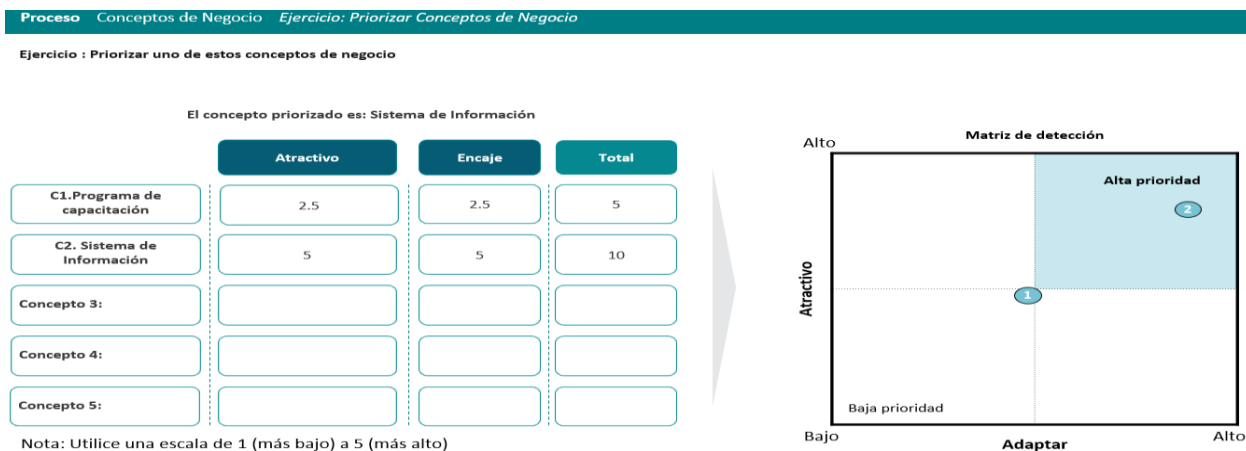 Proceso Conceptos de Negocio Ejercicio: Priorizar Conceptos de Negocio
Ejercicio : Priorizar uno de estos conceptos de negocio
El concepto priorizado es: Sistema de Información
Atractivo
Encaje
Total
C1.Programa de
capacitación
2.5
2.5
5
C2. Sistema de
Información
5
5
10
Concepto 3:
Concepto 4:
Concepto 5:
Nota: Utilice una escala de 1 (más bajo) a 5 (más alto)
Matriz de detección
Alto
Alta prioridad
2
Atractivo
1
Baja prioridad
Bajo
Adaptar
Alto